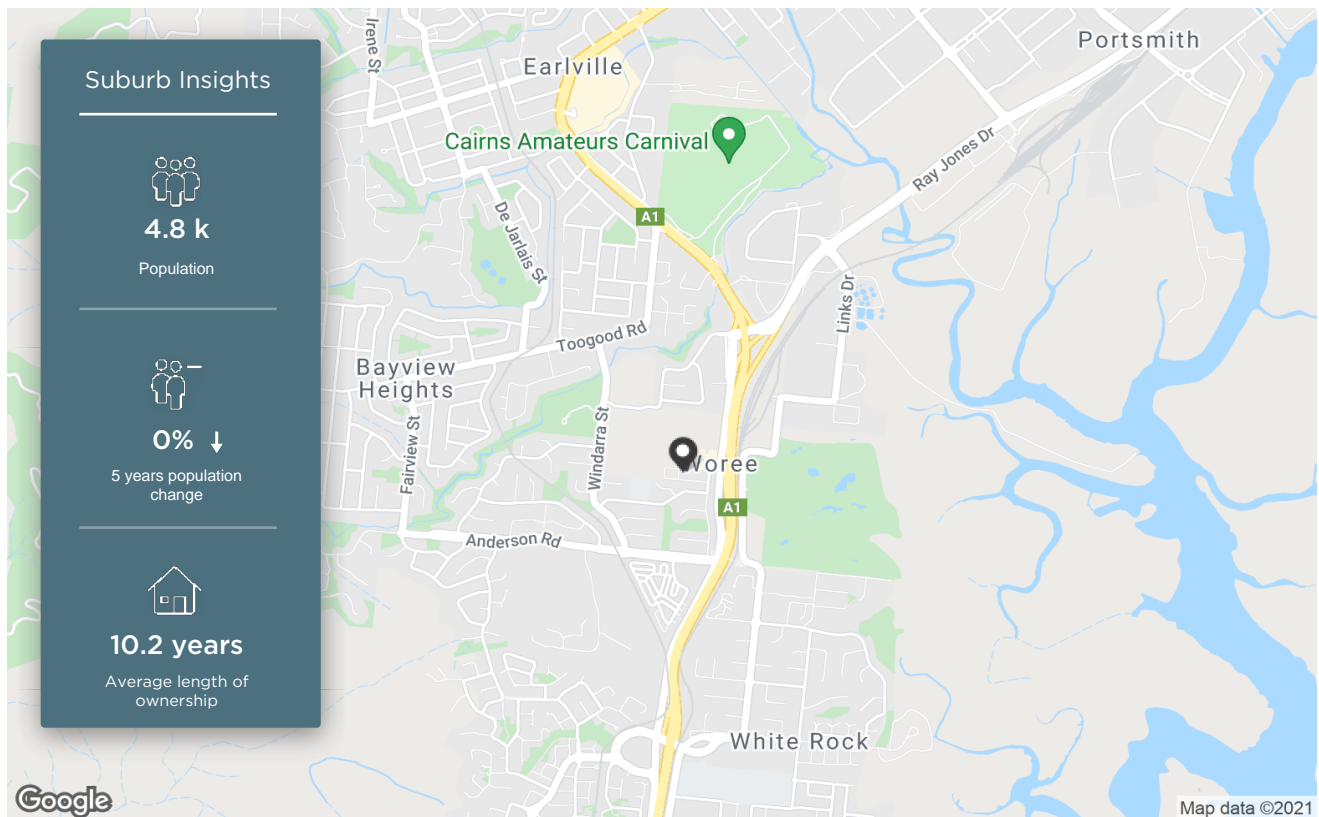 Suburb Insights
4.8 k
Population
0% ↓
5 years population
change
10.2 years
Average length of
ownership
Irene St
Earlville
Portsmith
Cairns Amateurs Carnival
Ray Jones Dr
A1
De Jarlais St
Links Dr
Toogood Rd
Bayview
Heights
Windarra St
Fairview St
Woree
A1
Anderson Rd
White Rock
Google
Map data ©2021